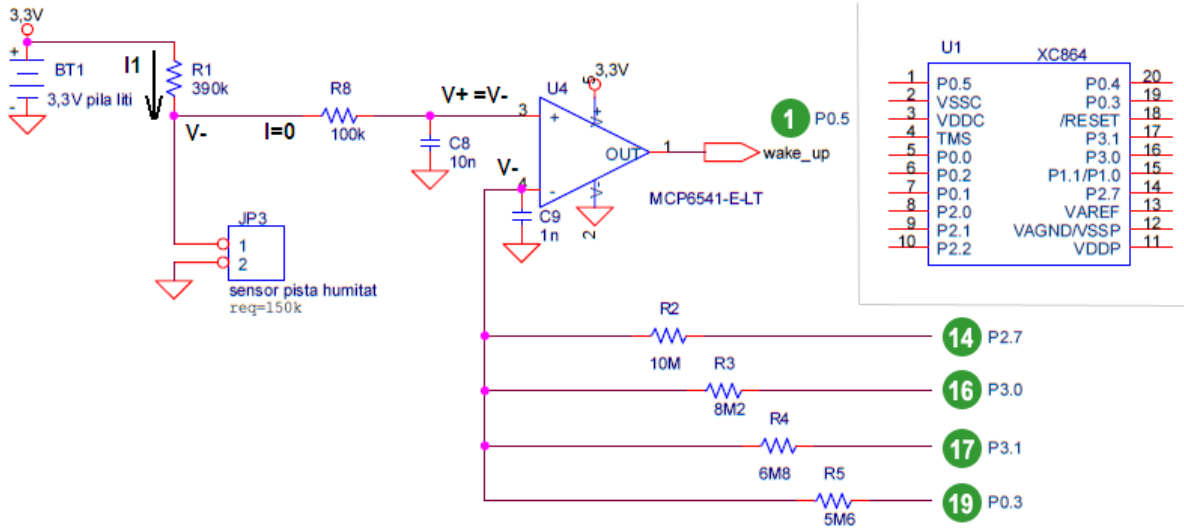 3,3V
BT1
3,3V pila liti
+
-
I1
R1
390k
V-
I=0
R8
100k
V+ =V-
C8
10n
V-
C9
1n
U4
3,3V
3
+
4
-
5
V+
V-
2
OUT
1
wake_up
MCP6541-E-LT
1 P0.5
JP3
1
2
sensor pista humitat
req=150k
R2
10M
14 P2.7
R3
8M2
16 P3.0
R4
6M8
17 P3.1
R5
5M6
19 P0.3
U1
XC864
1 P0.5 P0.4 20
2 VSSC P0.3 19
3 VDDC /RESET 18
4 TMS P3.1 17
5 P0.0 P3.0 16
6 P0.2 P1.1/P1.0 15
7 P0.1 P2.7 14
8 P2.0 VAREF 13
9 P2.1 VAGND/VSSP 12
10 P2.2 VDDP 11